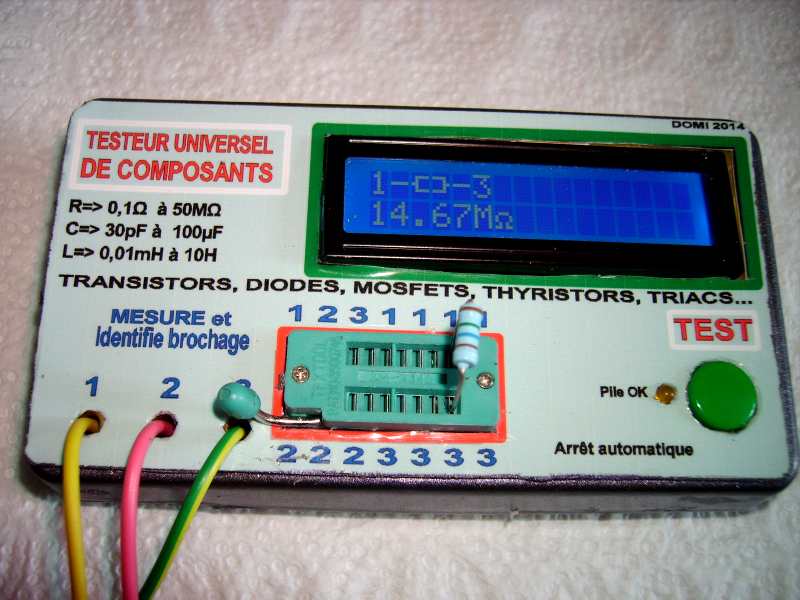 DOMI 2014
TESTEUR UNIVERSEL
DE COMPOSANTS
1-▭-3
14.67MΩ
R=> 0,1Ω à 50MΩ
C=> 30pF à 100µF
L=> 0,01mH à 10H
TRANSISTORS, DIODES, MOSFETS, THYRISTORS, TRIACS...
MESURE et
Identifie brochage
1 2 3 1 1 1 1
TEST
1 2
Pile OK
2 2 2 3 3 3 3
Arrêt automatique